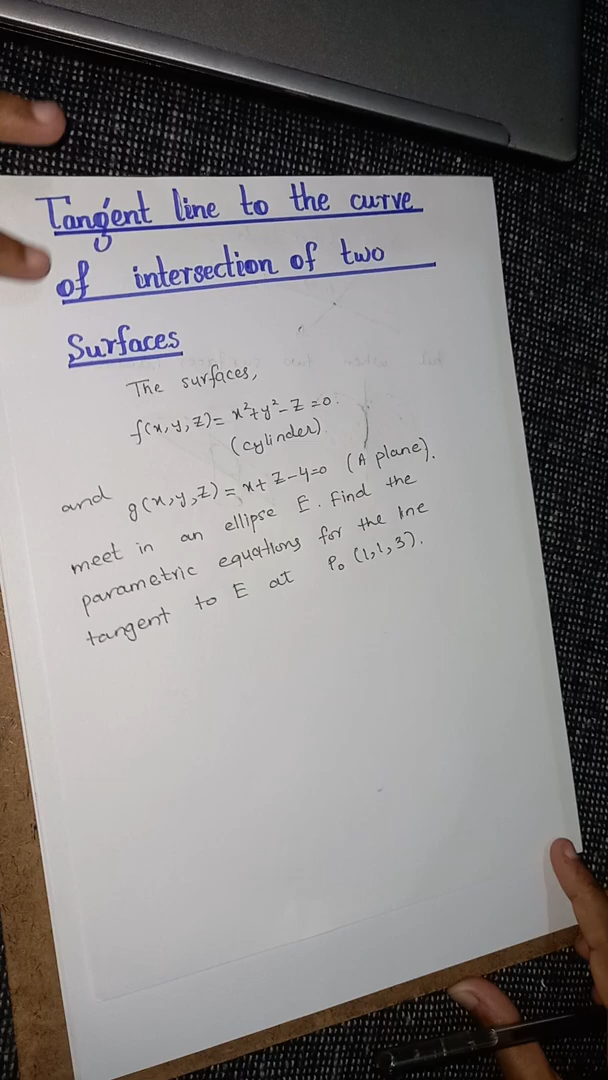 Tangent line to the curve
of intersection of two
Surfaces
The surfaces,
f(x,y,z)= x²+y²-z=0.
(cylinder)
and g(x,y,z) = x+z-4=0 (A plane).
meet in an ellipse E. Find the
parametric equations for the line
tangent to E at P₀ (1,1,3).